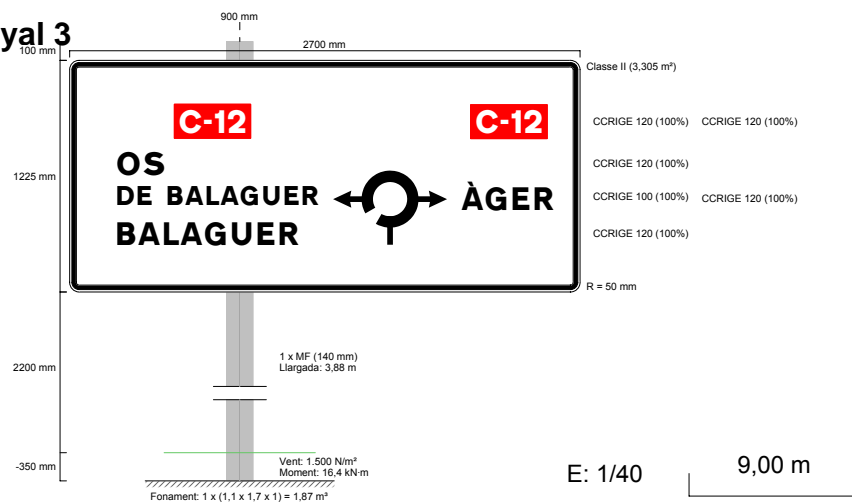 900 mm
yal 3
100 mm
2700 mm
Classe II (3,305 m²)
C-12
C-12
CCRIGE 120 (100%) CCRIGE 120 (100%)
OS
CCRIGE 120 (100%)
1225 mm
DE BALAGUER
ÀGER
CCRIGE 100 (100%) CCRIGE 120 (100%)
BALAGUER
CCRIGE 120 (100%)
R = 50 mm
1 x MF (140 mm)
Llargada: 3,88 m
2200 mm
Vent: 1.500 N/m²
Moment: 16,4 kN·m
-350 mm
Fonament: 1 x (1,1 x 1,7 x 1) = 1,87 m³
E: 1/40
9,00 m